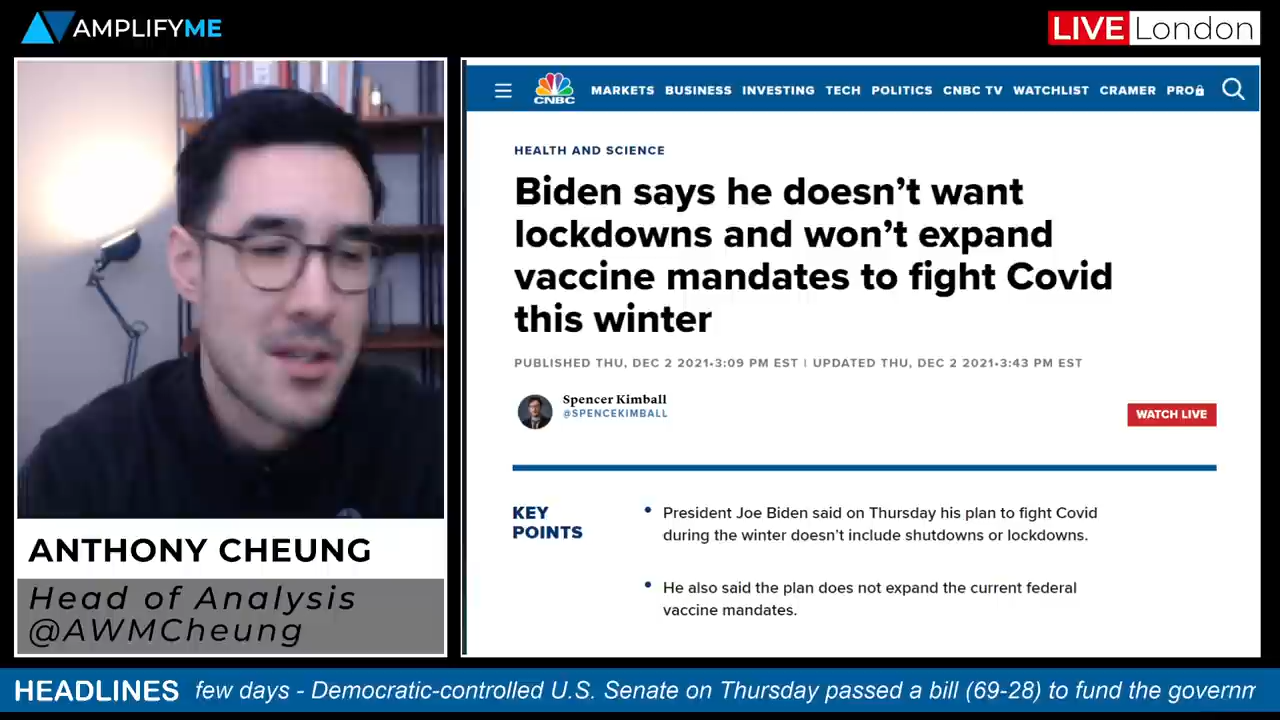 AMPLIFYME
LIVE London
CNBC
MARKETS BUSINESS INVESTING TECH POLITICS CNBC TV WATCHLIST CRAMER PRO
HEALTH AND SCIENCE
Biden says he doesn’t want
lockdowns and won’t expand
vaccine mandates to fight Covid
this winter
PUBLISHED THU, DEC 2 2021•3:09 PM EST | UPDATED THU, DEC 2 2021•3:43 PM EST
Spencer Kimball
@SPENCEKIMBALL
WATCH LIVE
KEY
POINTS
• President Joe Biden said on Thursday his plan to fight Covid
during the winter doesn’t include shutdowns or lockdowns.
• He also said the plan does not expand the current federal
vaccine mandates.
ANTHONY CHEUNG
Head of Analysis
@AWMCheung
HEADLINES few days - Democratic-controlled U.S. Senate on Thursday passed a bill (69-28) to fund the governm